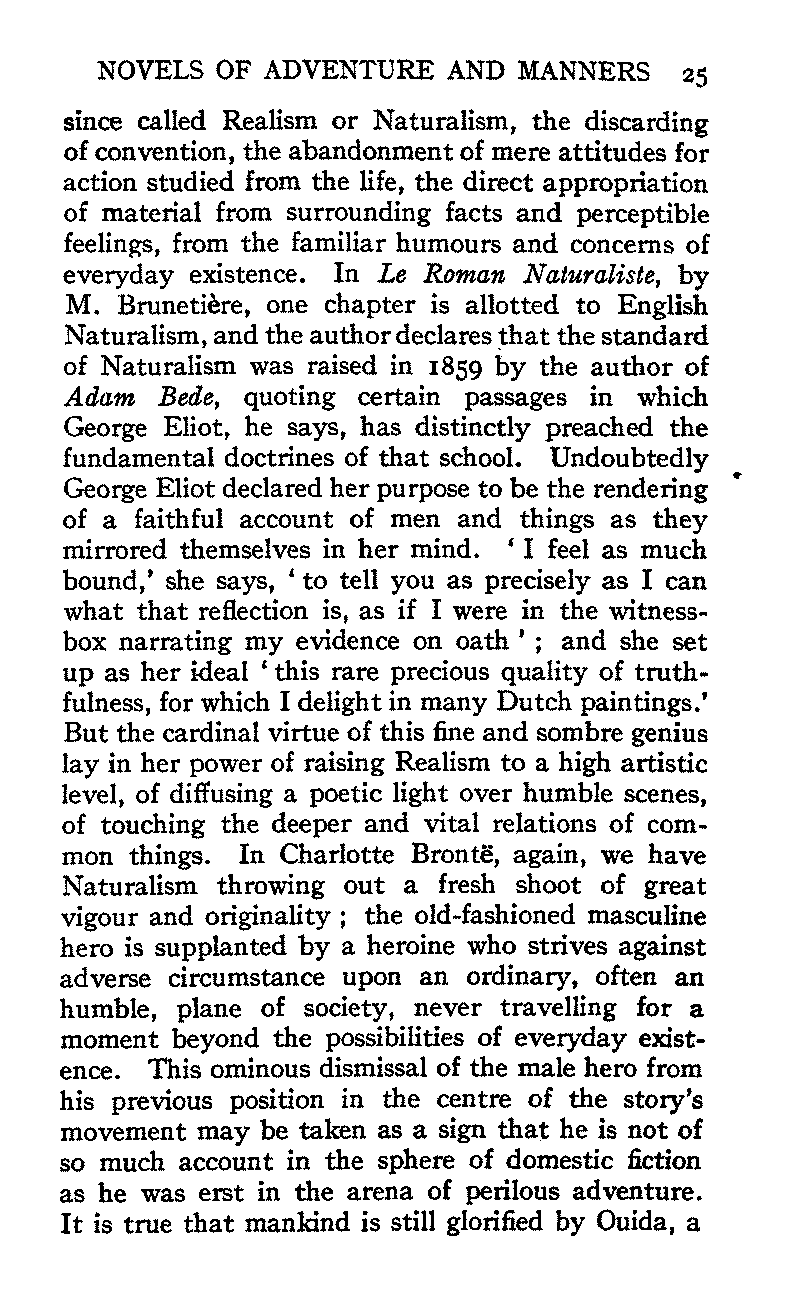 NOVELS OF ADVENTURE AND MANNERS 25
since called Realism or Naturalism, the discarding
of convention, the abandonment of mere attitudes for
action studied from the life, the direct appropriation
of material from surrounding facts and perceptible
feelings, from the familiar humours and concerns of
everyday existence. In Le Roman Naturaliste, by
M. Brunetière, one chapter is allotted to English
Naturalism, and the author declares that the standard
of Naturalism was raised in 1859 by the author of
Adam Bede, quoting certain passages in which
George Eliot, he says, has distinctly preached the
fundamental doctrines of that school. Undoubtedly
George Eliot declared her purpose to be the rendering
of a faithful account of men and things as they
mirrored themselves in her mind. ‘ I feel as much
bound,’ she says, ‘ to tell you as precisely as I can
what that reflection is, as if I were in the witness-
box narrating my evidence on oath ’ ; and she set
up as her ideal ‘ this rare precious quality of truth-
fulness, for which I delight in many Dutch paintings.’
But the cardinal virtue of this fine and sombre genius
lay in her power of raising Realism to a high artistic
level, of diffusing a poetic light over humble scenes,
of touching the deeper and vital relations of com-
mon things. In Charlotte Brontë, again, we have
Naturalism throwing out a fresh shoot of great
vigour and originality ; the old-fashioned masculine
hero is supplanted by a heroine who strives against
adverse circumstance upon an ordinary, often an
humble, plane of society, never travelling for a
moment beyond the possibilities of everyday exist-
ence. This ominous dismissal of the male hero from
his previous position in the centre of the story’s
movement may be taken as a sign that he is not of
so much account in the sphere of domestic fiction
as he was erst in the arena of perilous adventure.
It is true that mankind is still glorified by Ouida, a